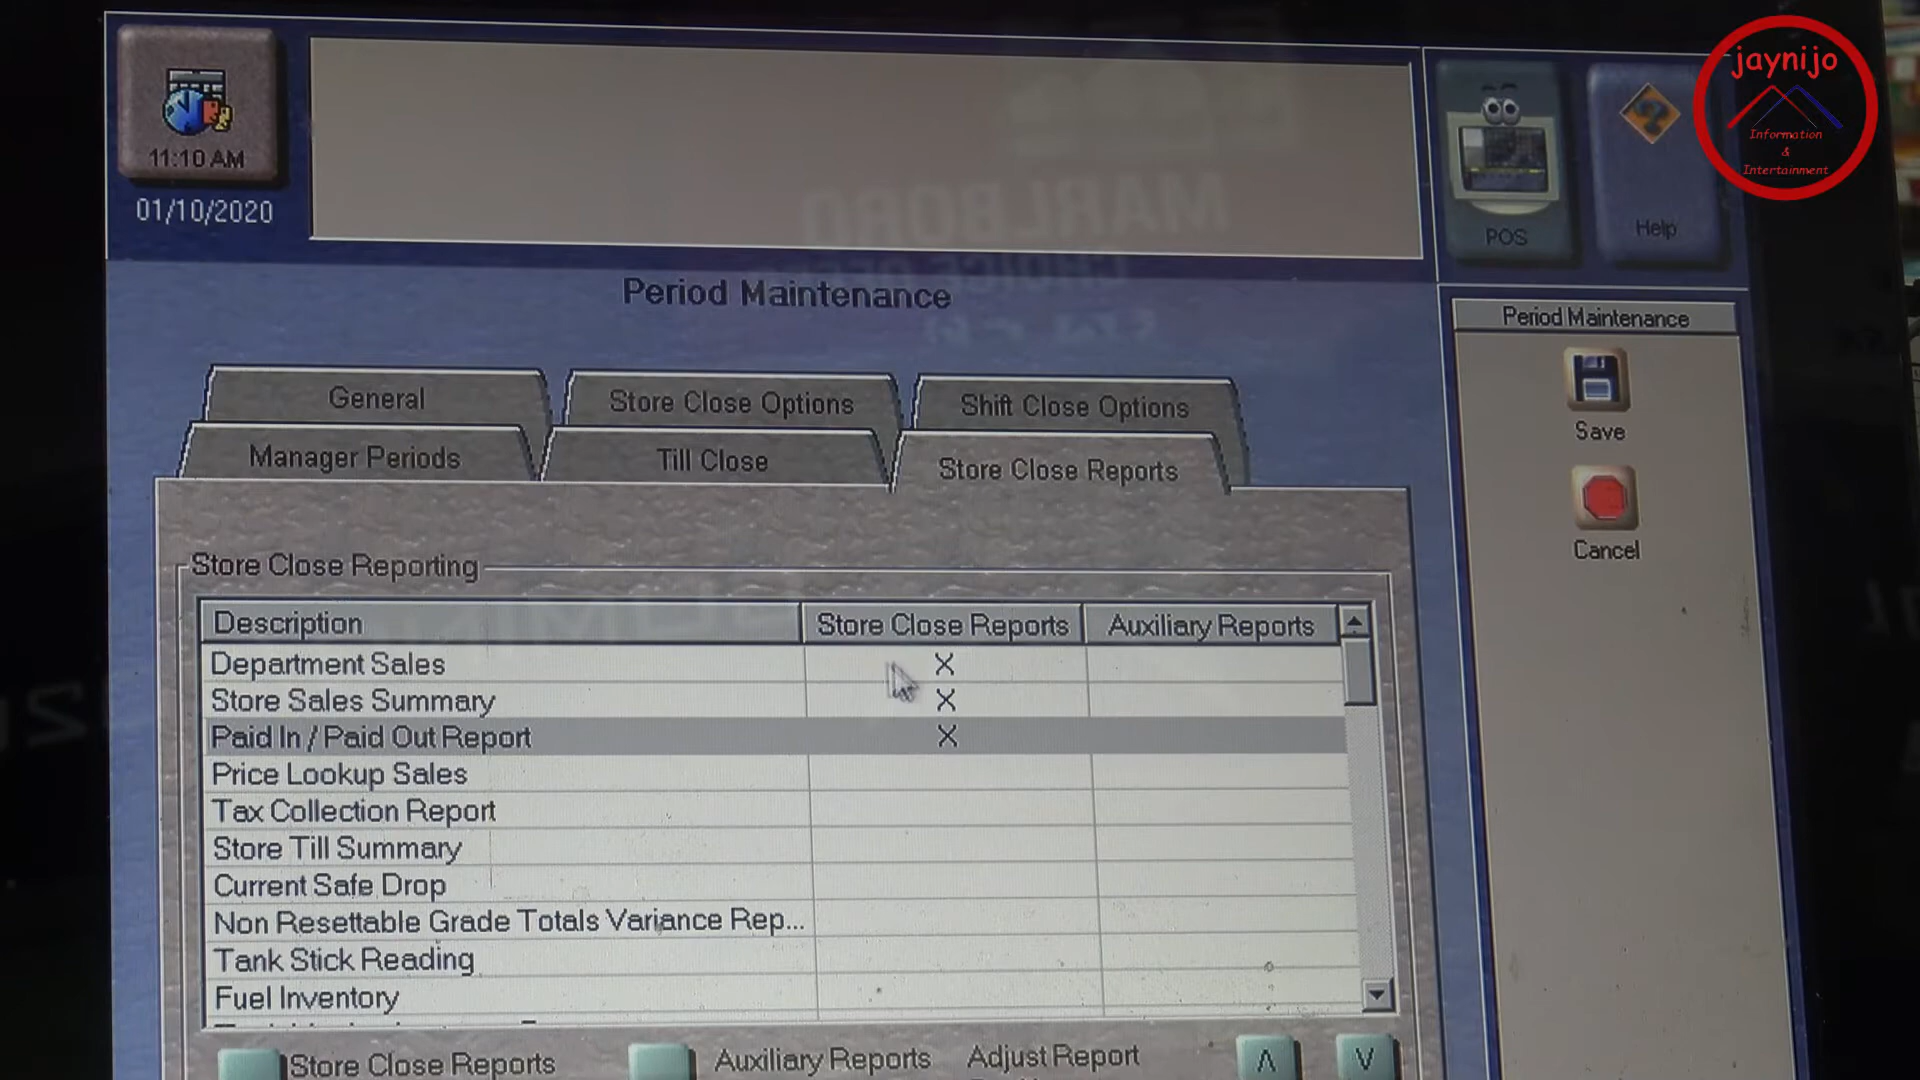 jaynijo
Information
&
Intertainment
11:10 AM
01/10/2020
MARLBORO
POS
Help
Period Maintenance
Period Maintenance
Save
Cancel
General
Store Close Options
Shift Close Options
Manager Periods
Till Close
Store Close Reports
Store Close Reporting
Description Store Close Reports Auxiliary Reports
Department Sales X
Store Sales Summary X
Paid In / Paid Out Report X
Price Lookup Sales
Tax Collection Report
Store Till Summary
Current Safe Drop
Non Resettable Grade Totals Variance Rep...
Tank Stick Reading
Fuel Inventory
Store Close Reports
Auxiliary Reports
Adjust Report